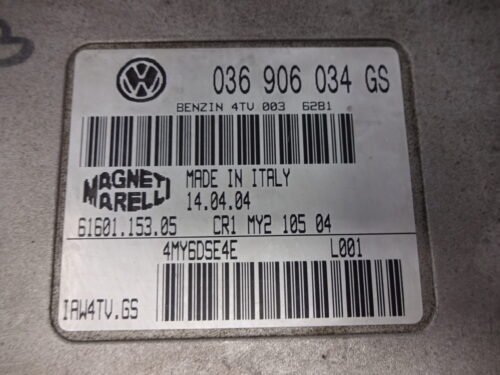 036 906 034 GS
BENZIN 4TV 003 6281
MAGNETI
MARELLI
MADE IN ITALY
14.04.04
61601.153.05 CR1 MY2 105 04
4MY6DSE4E L001
IAW4TV.GS